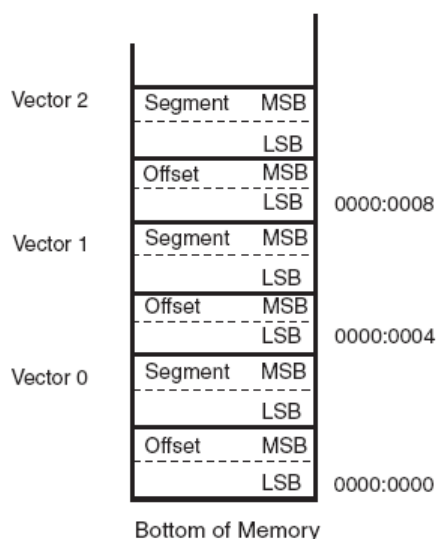 Vector 2 Segment MSB
LSB
Offset MSB
LSB 0000:0008
Vector 1 Segment MSB
LSB
Offset MSB
LSB 0000:0004
Vector 0 Segment MSB
LSB
Offset MSB
LSB 0000:0000
Bottom of Memory